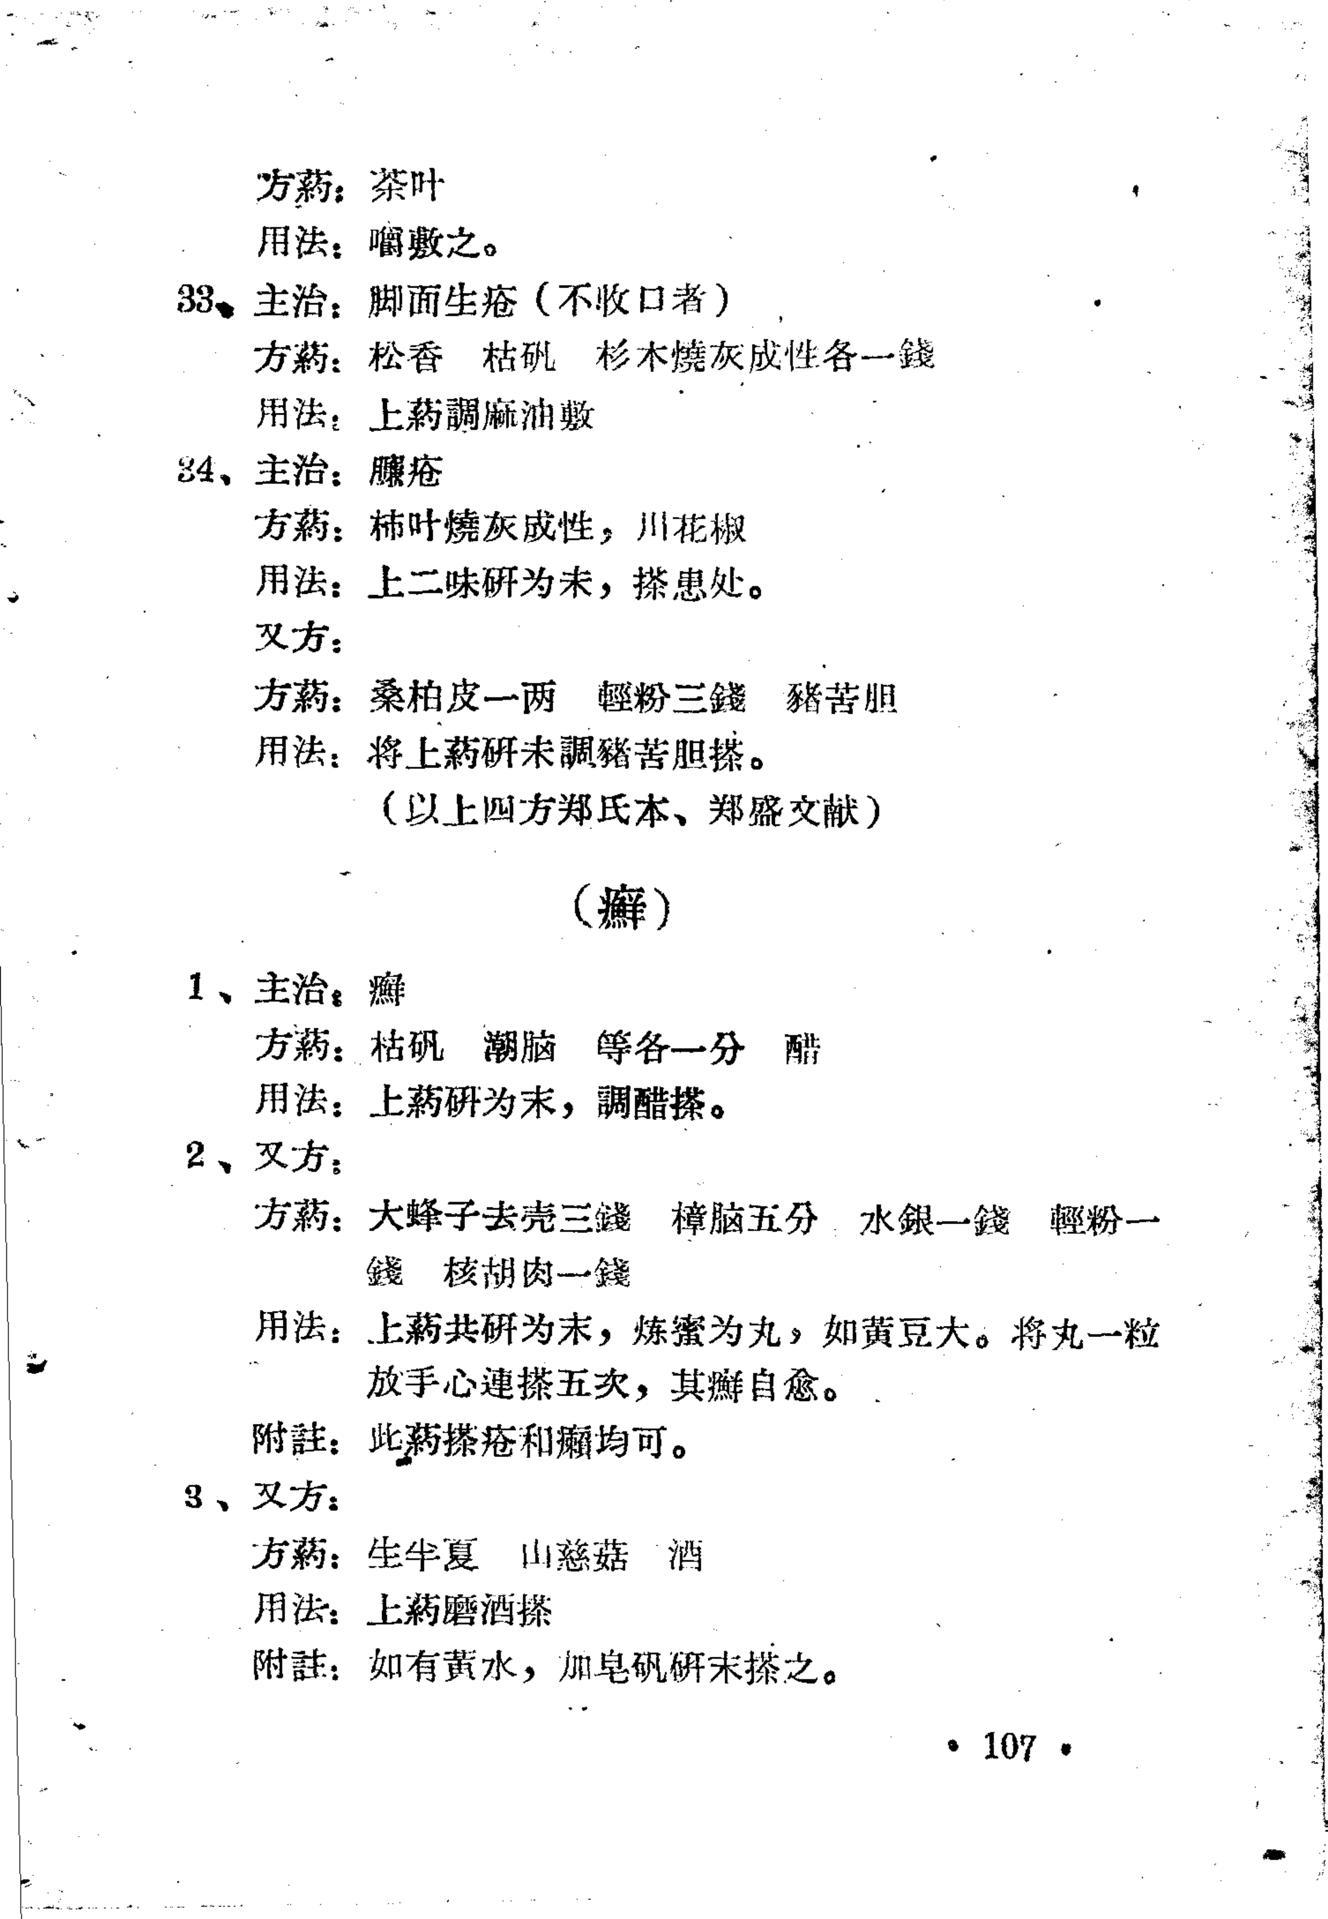 方葯：茶叶
用法：嚼敷之。
33、主治：脚面生疮（不收口者）
方葯：松香　枯矾　杉木燒灰成性各一錢
用法：上葯調麻油敷
34、主治：臁疮
方葯：柿叶燒灰成性，川花椒
用法：上二味研为末，搽患处。
又方：
方葯：桑柏皮一两　輕粉三錢　豬苦胆
用法：将上葯研末調豬苦胆搽。
（以上四方郑氏本、郑盛文献）
（癬）
1、主治：癬
方葯：枯矾　潮脑　等各一分　醋
用法：上葯研为末，調醋搽。
2、又方：
方葯：大蜂子去壳三錢　樟脑五分　水銀一錢　輕粉一
錢　核胡肉一錢
用法：上葯共研为末，炼蜜为丸，如黄豆大。将丸一粒
放手心連搽五次，其癬自愈。
附註：此葯搽疮和癩均可。
3、又方：
方葯：生半夏　山慈菇　酒
用法：上葯磨酒搽
附註：如有黄水，加皂矾研末搽之。
• 107 •